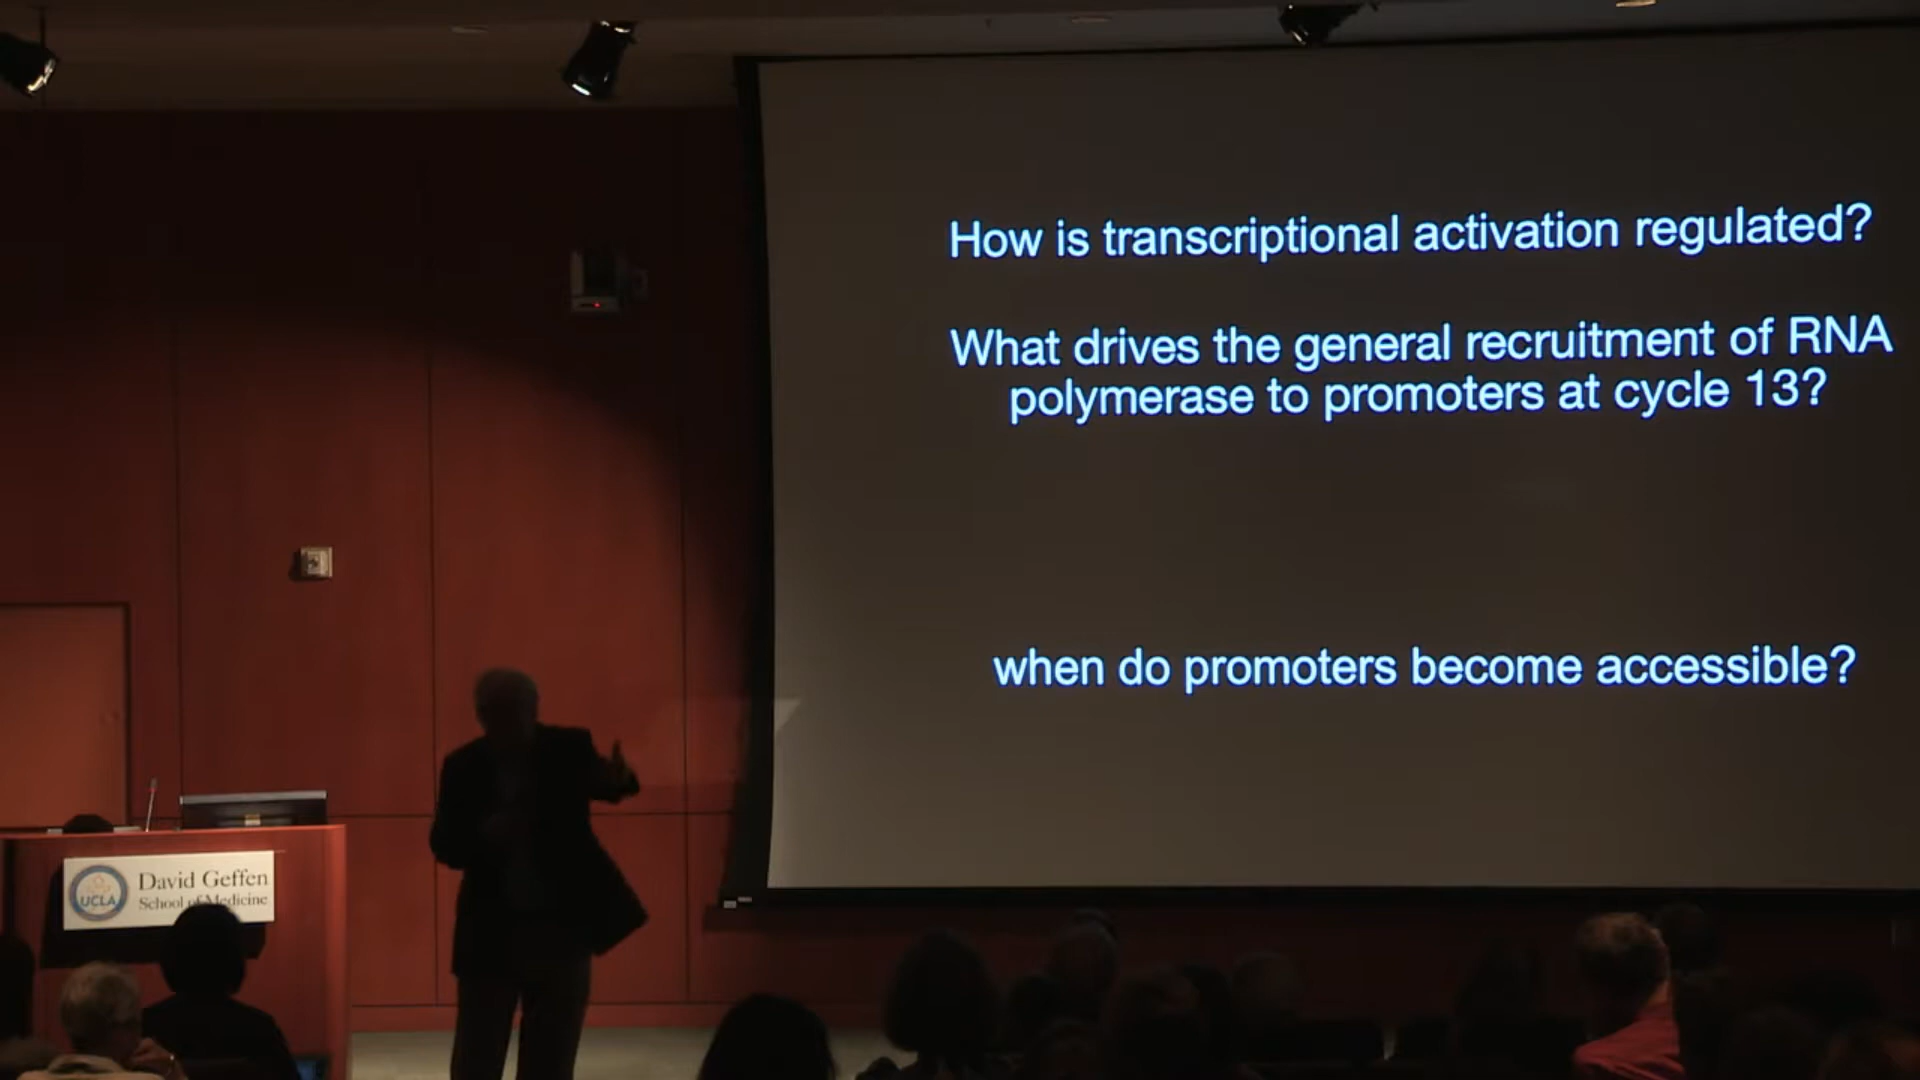 How is transcriptional activation regulated?
What drives the general recruitment of RNA
polymerase to promoters at cycle 13?
when do promoters become accessible?
UCLA
David Geffen
School of Medicine